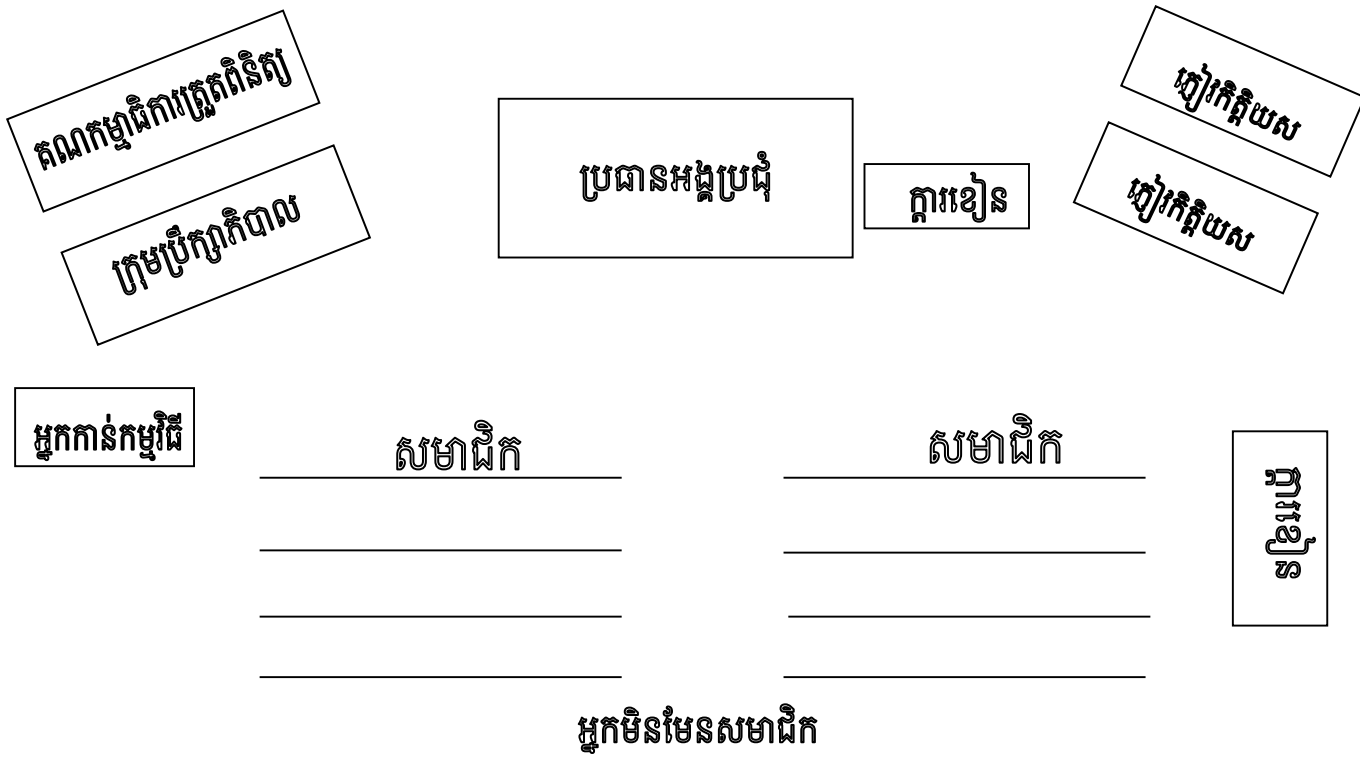 គណកម្មាធិការត្រួតពិនិត្យ
ក្រុមប្រឹក្សាភិបាល
ប្រធានអង្គប្រជុំ
ក្តារខៀន
ភ្ញៀវកិត្តិយស
ភ្ញៀវកិត្តិយស
អ្នកកាន់កម្មវិធី
សមាជិក
សមាជិក
ក្តារខៀន
អ្នកមិនមែនសមាជិក